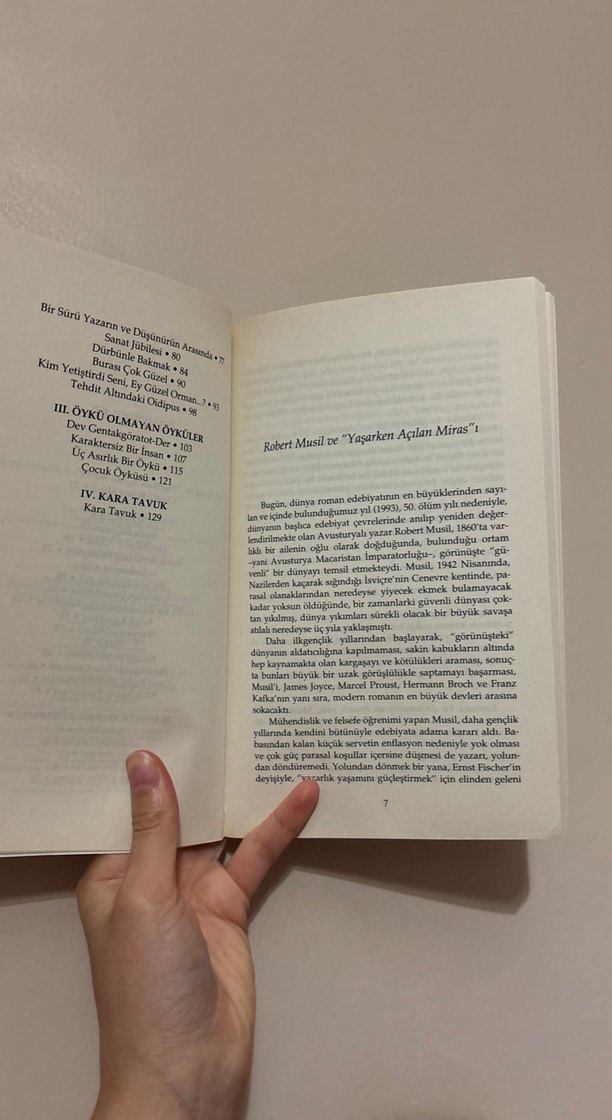 Bir Sürü Yazarın ve Düşünürün Arasında • 77
Sanat Jübilesi • 80
Dürbünle Bakmak • 84
Burası Çok Güzel • 90
Kim Yetiştirdi Seni, Ey Güzel Orman...? • 93
Tehdit Altındaki Oidipus • 98
III. ÖYKÜ OLMAYAN ÖYKÜLER
Dev Gentakgöratot-Der • 103
Karaktersiz Bir İnsan • 107
Üç Asırlık Bir Öykü • 115
Çocuk Öyküsü • 121
IV. KARA TAVUK
Kara Tavuk • 129
Robert Musil ve "Yaşarken Açılan Miras"ı
Bugün, dünya roman edebiyatının en büyüklerinden sayı-
lan ve içinde bulunduğumuz yıl (1993), 50. ölüm yılı nedeniyle,
dünyanın başlıca edebiyat çevrelerinde anılıp yeniden değer-
lendirilmekte olan Avusturyalı yazar Robert Musil, 1860'ta var-
lıklı bir ailenin oğlu olarak doğduğunda, bulunduğu ortam
–yani Avusturya Macaristan İmparatorluğu–, görünüşte "gü-
venli" bir dünyayı temsil etmekteydi. Musil, 1942 Nisanında,
Nazilerden kaçarak sığındığı İsviçre'nin Cenevre kentinde, pa-
rasal olanaklarından neredeyse yiyecek ekmek bulamayacak
kadar yoksun öldüğünde, bir zamanlarki güvenli dünyası çok-
tan yıkılmış, dünya yıkımları sürekli olacak bir büyük savaşa
atılalı neredeyse üç yıla yaklaşmıştı.
Daha ilkgençlik yıllarından başlayarak, "görünüşteki"
dünyanın aldatıcılığına kapılmaması, sakin kabukların altında
hep kaynamakta olan kargaşayı ve kötülükleri araması, sonuç-
ta bunları büyük bir uzak görüşlülükle saptamayı başarması,
Musil'i, James Joyce, Marcel Proust, Hermann Broch ve Franz
Kafka'nın yanı sıra, modern romanın en büyük devleri arasına
sokacaktı.
Mühendislik ve felsefe öğrenimi yapan Musil, daha gençlik
yıllarında kendini bütünüyle edebiyata adama kararı aldı. Ba-
basından kalan küçük servetin enflasyon nedeniyle yok olması
ve çok güç parasal koşullar içersine düşmesi de yazarı, yolun-
dan döndüremedi. Yolundan dönmek bir yana, Ernst Fischer'in
deyişiyle, "yazarlık yaşamını güçleştirmek" için elinden geleni
7